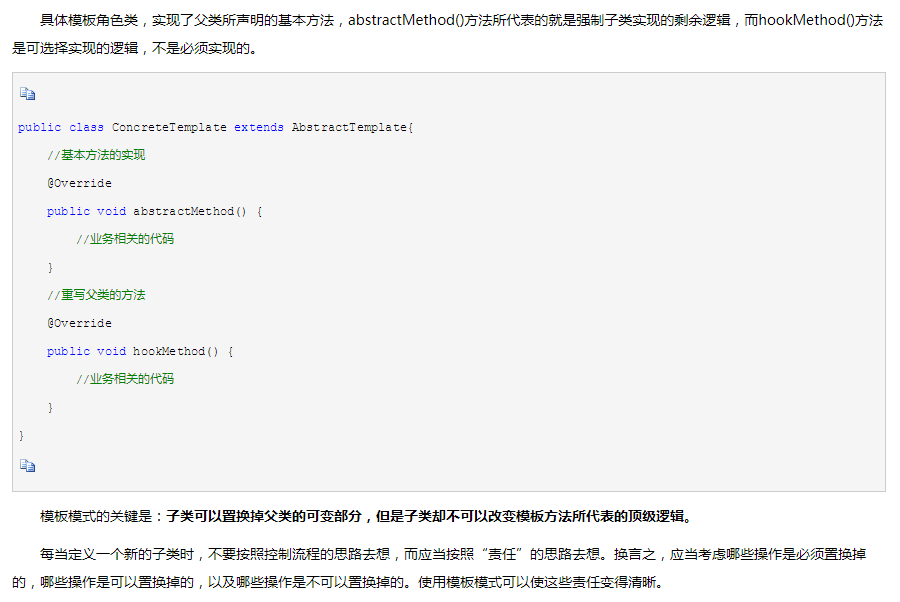 具体模板角色类，实现了父类所声明的基本方法，abstractMethod()方法所代表的就是强制子类实现的剩余逻辑，而hookMethod()方法
是可选择实现的逻辑，不是必须实现的。
public class ConcreteTemplate extends AbstractTemplate{
//基本方法的实现
@Override
public void abstractMethod() {
//业务相关的代码
}
//重写父类的方法
@Override
public void hookMethod() {
//业务相关的代码
}
}
模板模式的关键是：子类可以置换掉父类的可变部分，但是子类却不可以改变模板方法所代表的顶级逻辑。
每当定义一个新的子类时，不要按照控制流程的思路去想，而应当按照“责任”的思路去想。换言之，应当考虑哪些操作是必须置换掉
的，哪些操作是可以置换掉的，以及哪些操作是不可以置换掉的。使用模板模式可以使这些责任变得清晰。